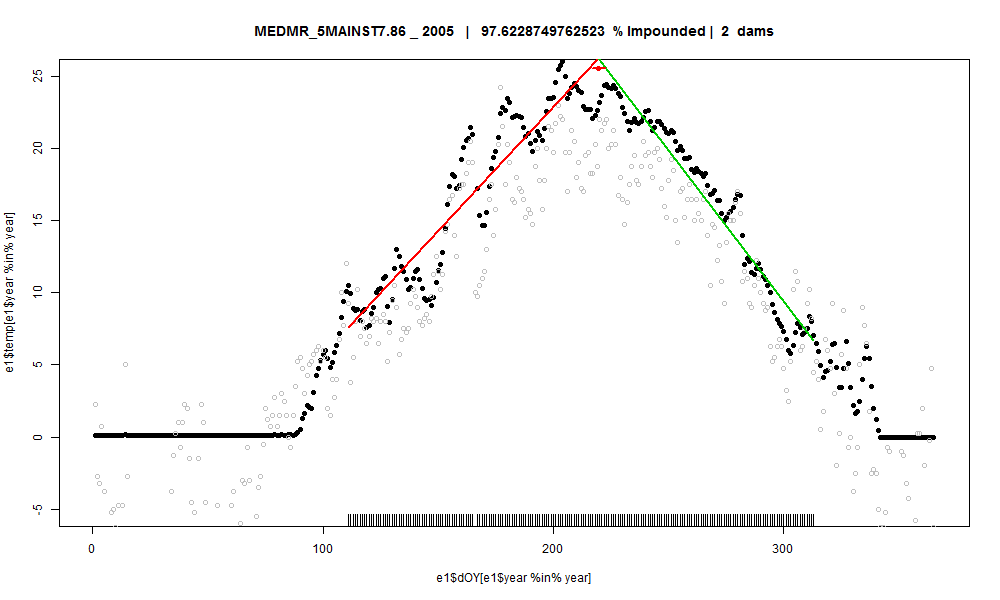 MEDMR_5MAINST7.86 _ 2005 | 97.6228749762523 % Impounded | 2 dams
e1$temp[e1$year %in% year]
25
20
15
10
5
0
-5
0 100 200 300
e1$dOY[e1$year %in% year]